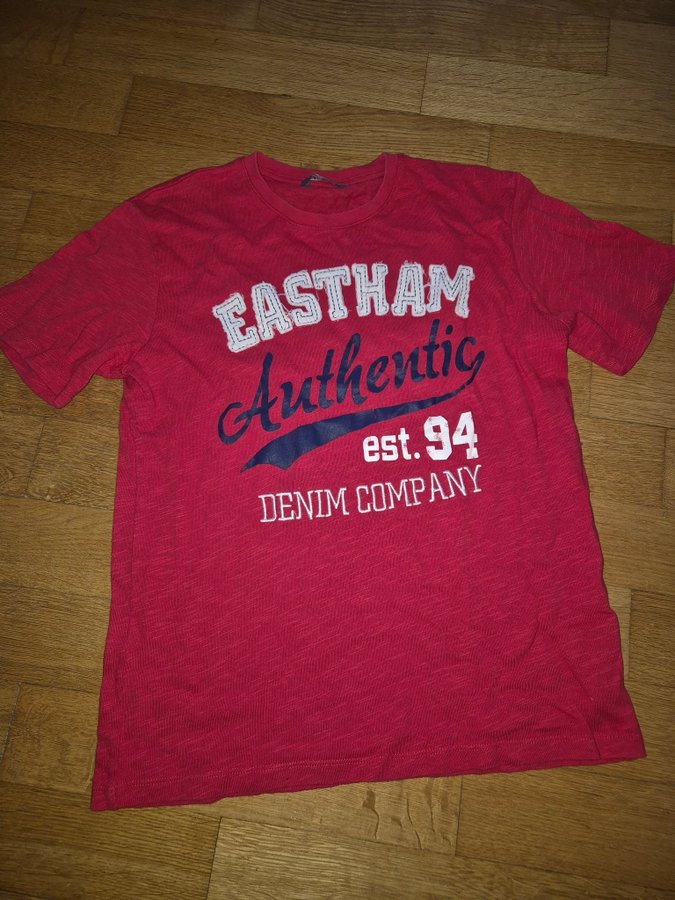 EASTHAM
Authentic
est. 94
DENIM COMPANY